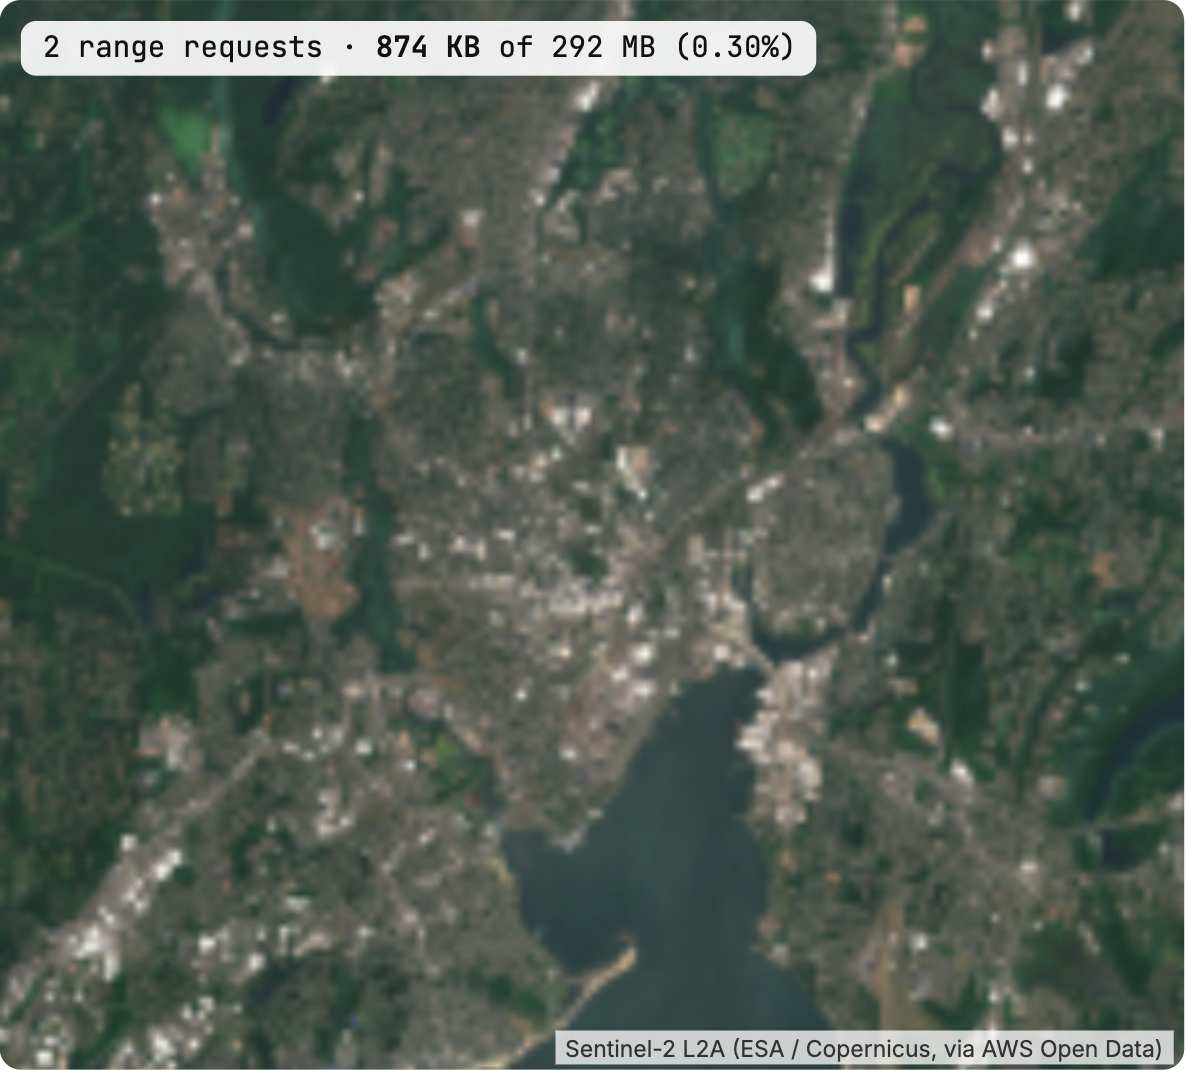 2 range requests · 874 KB of 292 MB (0.30%)
Sentinel-2 L2A (ESA / Copernicus, via AWS Open Data)